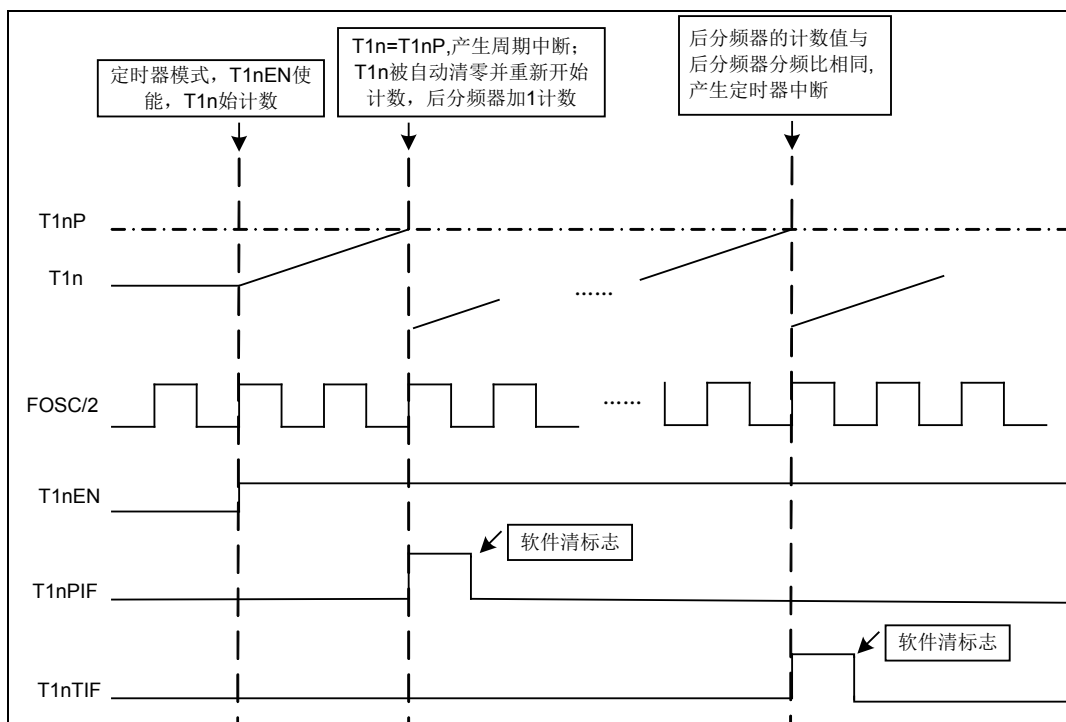 定时器模式，T1nEN使
能，T1n始计数
T1n=T1nP,产生周期中断；
T1n被自动清零并重新开始
计数，后分频器加1计数
后分频器的计数值与
后分频器分频比相同,
产生定时器中断
T1nP
T1n
......
FOSC/2
......
T1nEN
软件清标志
T1nPIF
软件清标志
T1nTIF